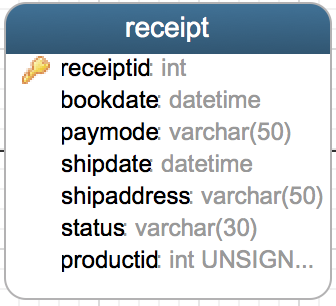 receipt
receiptid: int
bookdate: datetime
paymode: varchar(50)
shipdate: datetime
shipaddress: varchar(50)
status: varchar(30)
productid: int UNSIGN...